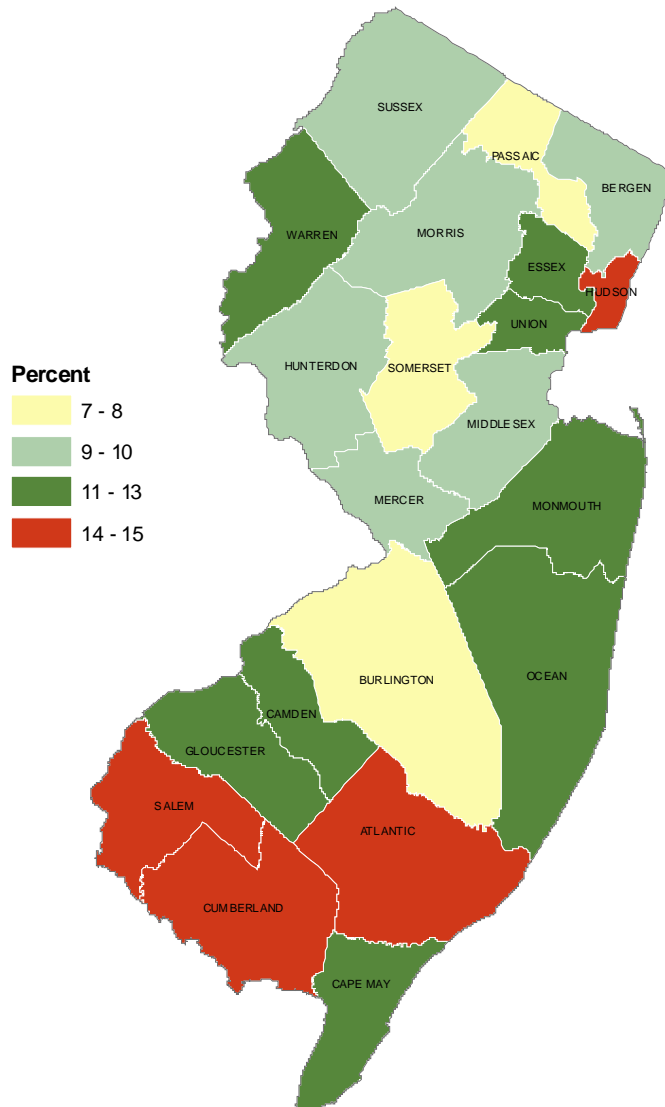 SUSSEX
PASSAIC
BERGEN
WARREN
MORRIS
ESSEX
HUDSON
UNION
HUNTERDON
SOMERSET
Percent
7 - 8
9 - 10
11 - 13
14 - 15
MIDDLESEX
MERCER
MONMOUTH
OCEAN
BURLINGTON
CAMDEN
GLOUCESTER
SALEM
ATLANTIC
CUMBERLAND
CAPE MAY